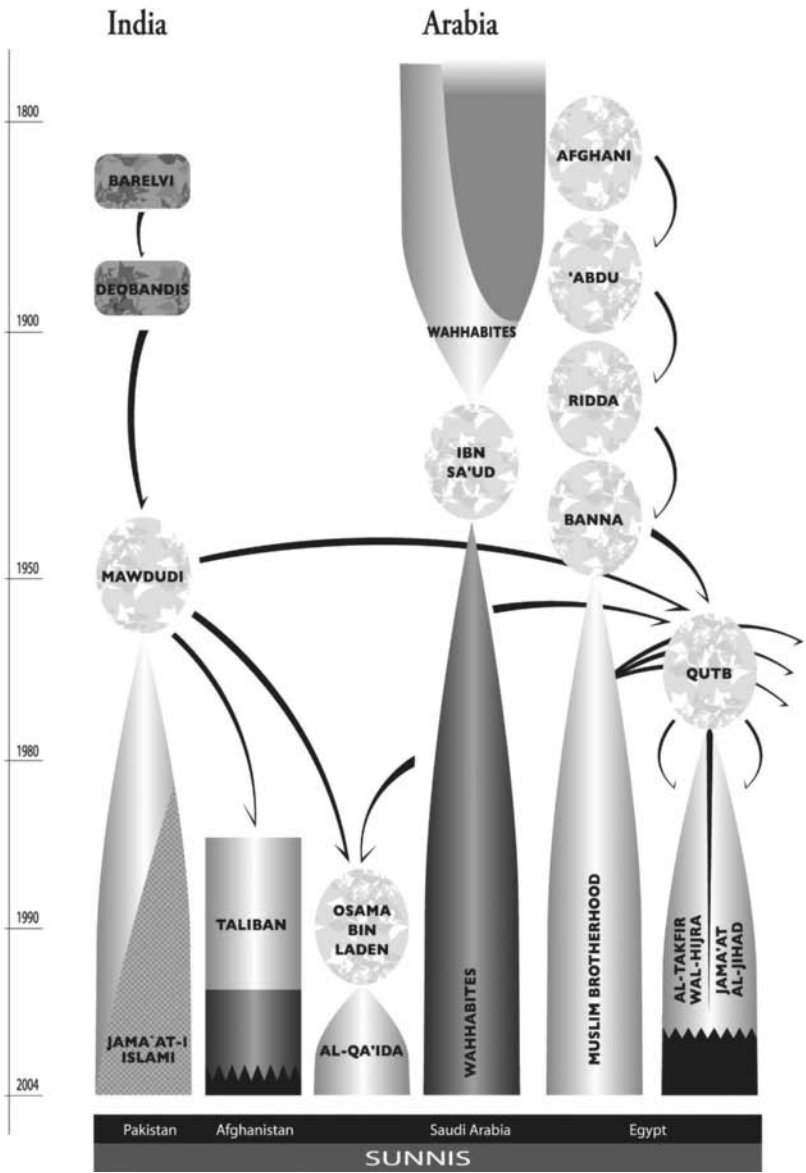 India
Arabia
1800
1900
1950
1980
1990
2004
BARELVI
DEOBANDIS
MAWDUDI
JAMA`AT-I
ISLAMI
TALIBAN
OSAMA
BIN
LADEN
AL-QA'IDA
WAHHABITES
IBN
SA'UD
WAHHABITES
AFGHANI
'ABDU
RIDDA
BANNA
MUSLIM BROTHERHOOD
QUTB
AL-TAKFIR
WAL-HIJRA
JAMA'AT
AL-JIHAD
Pakistan
Afghanistan
Saudi Arabia
Egypt
SUNNIS